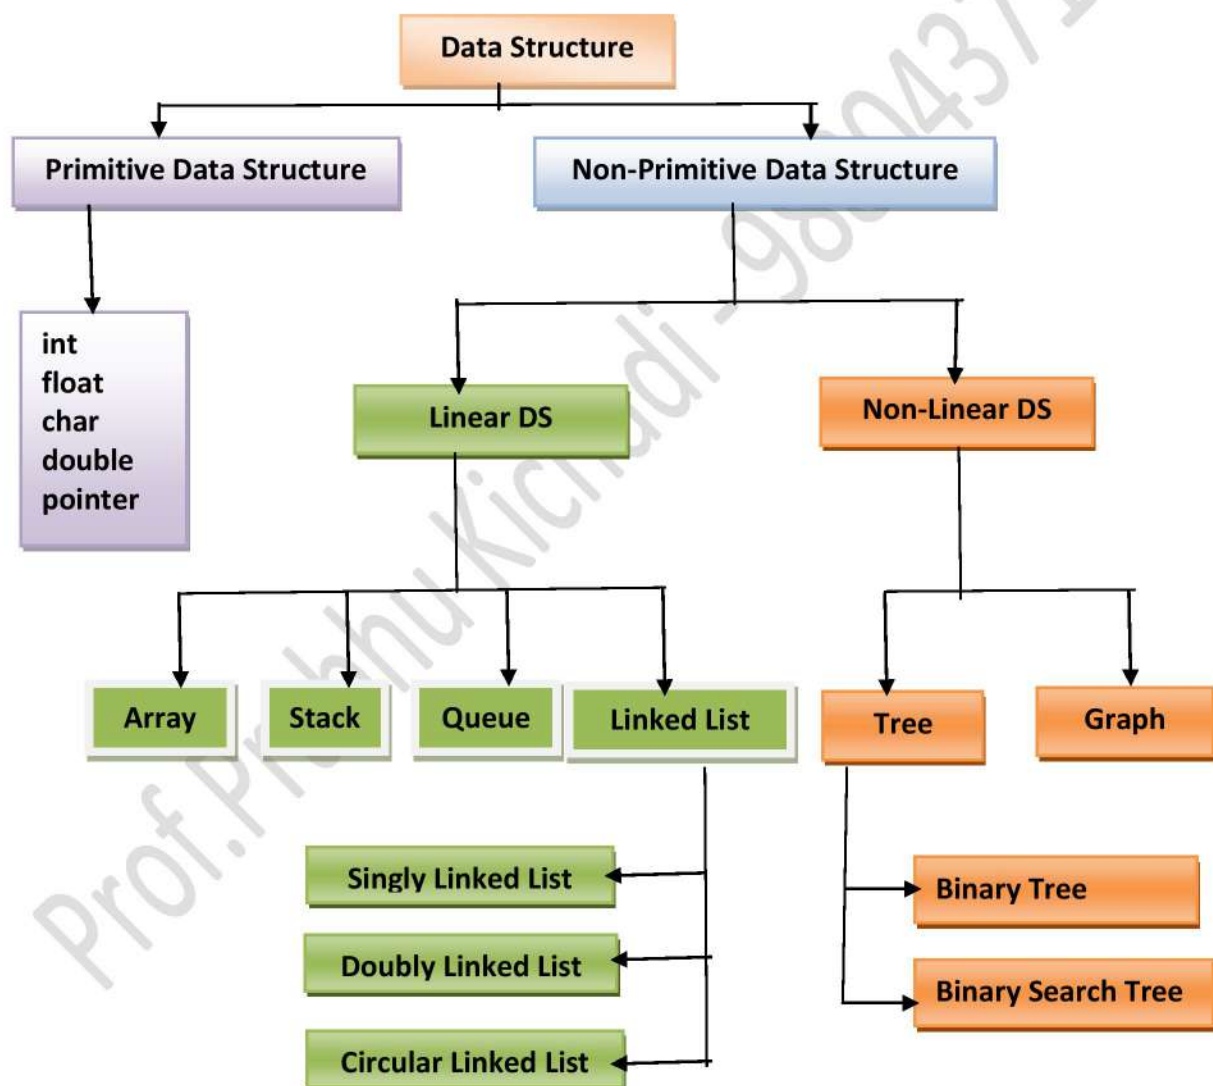 Data Structure
Primitive Data Structure
Non-Primitive Data Structure
int
float
char
double
pointer
Linear DS
Non-Linear DS
Array
Stack
Queue
Linked List
Tree
Graph
Singly Linked List
Doubly Linked List
Circular Linked List
Binary Tree
Binary Search Tree